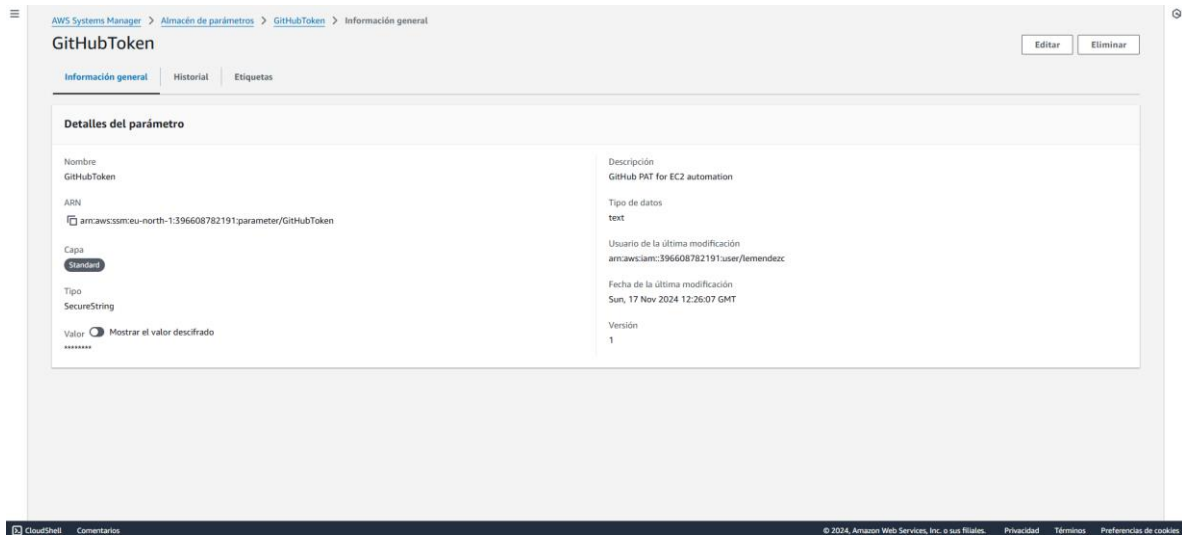 AWS Systems Manager > Almacén de parámetros > GitHubToken > Información general
GitHubToken
Editar
Eliminar
Información general
Historial
Etiquetas
Detalles del parámetro
Nombre
GitHubToken
ARN
arn:aws:ssm:eu-north-1:396608782191:parameter/GitHubToken
Capa
Standard
Tipo
SecureString
Valor Mostrar el valor descifrado
********
Descripción
GitHub PAT for EC2 automation
Tipo de datos
text
Usuario de la última modificación
arn:aws:iam::396608782191:user/lemendezc
Fecha de la última modificación
Sun, 17 Nov 2024 12:26:07 GMT
Versión
1
CloudShell Comentarios © 2024, Amazon Web Services, Inc. o sus filiales. Privacidad Términos Preferencias de cookies